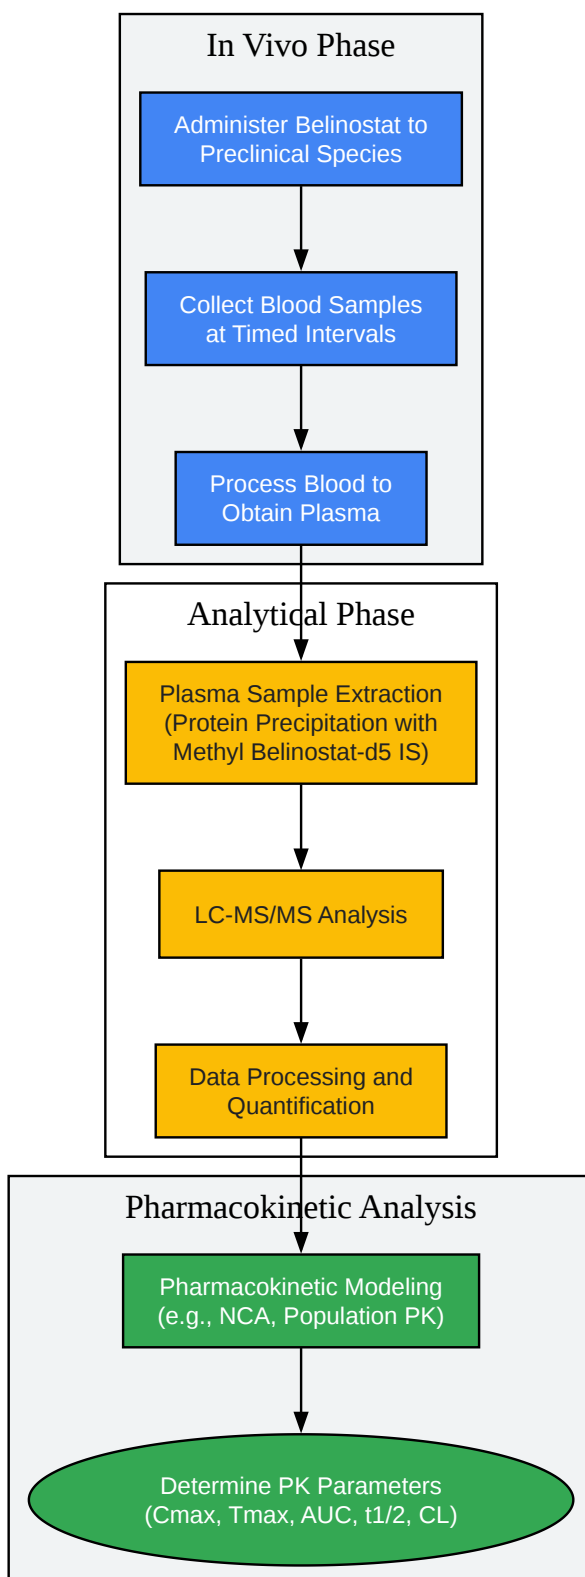 In Vivo Phase
Administer Belinostat to
Preclinical Species
Collect Blood Samples
at Timed Intervals
Process Blood to
Obtain Plasma
Analytical Phase
Plasma Sample Extraction
(Protein Precipitation with
Methyl Belinostat-d5 IS)
LC-MS/MS Analysis
Data Processing and
Quantification
Pharmacokinetic Analysis
Pharmacokinetic Modeling
(e.g., NCA, Population PK)
Determine PK Parameters
(Cmax, Tmax, AUC, t1/2, CL)